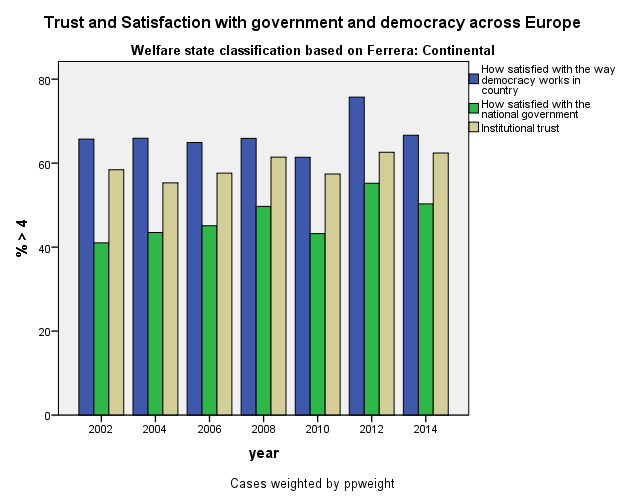 Trust and Satisfaction with government and democracy across Europe
Welfare state classification based on Ferrera: Continental
How satisfied with the way
democracy works in
country
How satisfied with the
national government
Institutional trust
% > 4
80
60
40
20
0
2002 2004 2006 2008 2010 2012 2014
year
Cases weighted by ppweight